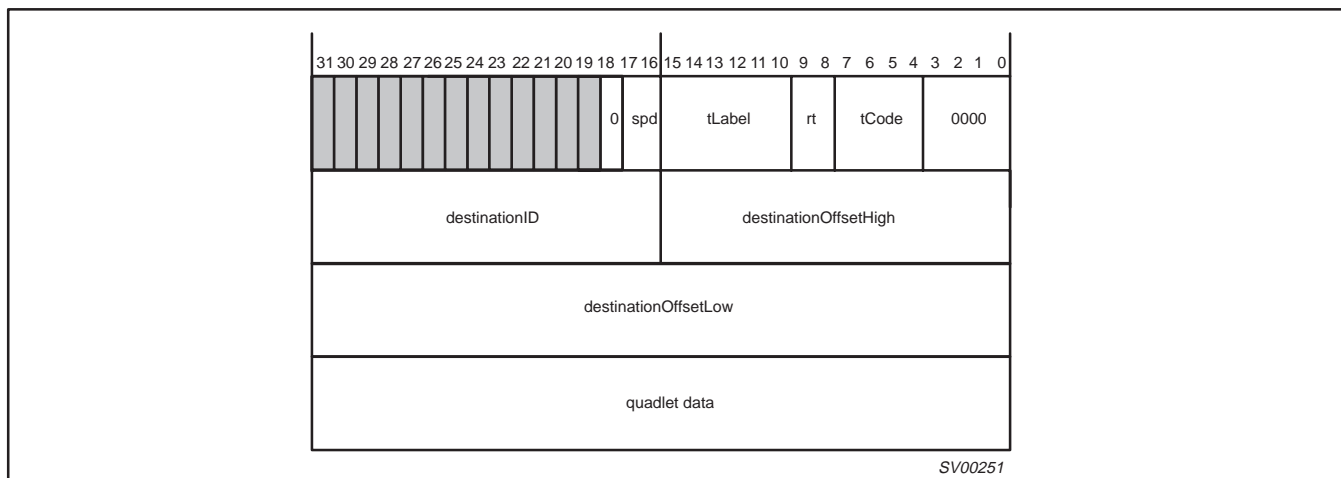 31 30 29 28 27 26 25 24 23 22 21 20 19 18 17 16 15 14 13 12 11 10 9 8 7 6 5 4 3 2 1 0
0 spd tLabel rt tCode 0000
destinationID destinationOffsetHigh
destinationOffsetLow
quadlet data
SV00251